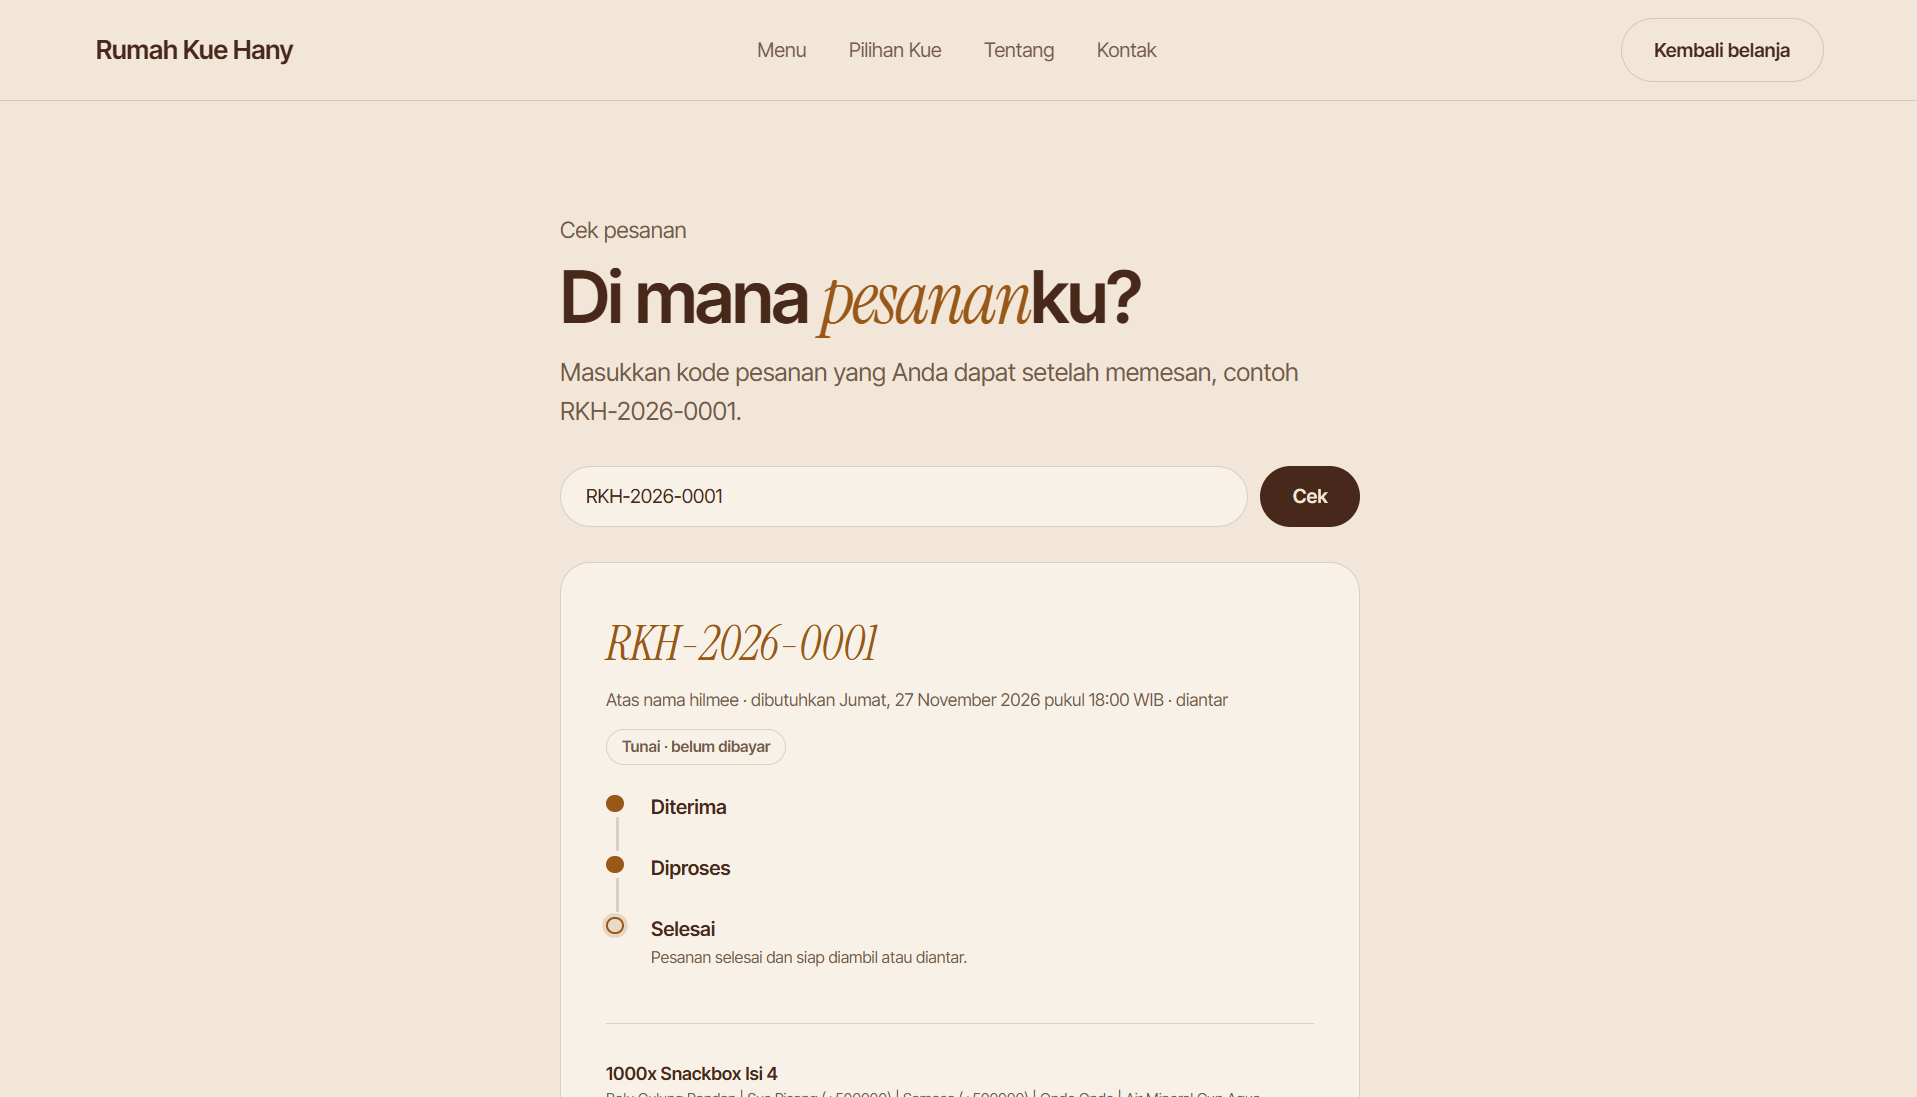 Rumah Kue Hany
Menu
Pilihan Kue
Tentang
Kontak
Kembali belanja
Cek pesanan
Di mana pesananku?
Masukkan kode pesanan yang Anda dapat setelah memesan, contoh
RKH-2026-0001.
RKH-2026-0001
Cek
RKH-2026-0001
Atas nama hilmee · dibutuhkan Jumat, 27 November 2026 pukul 18:00 WIB · diantar
Tunai · belum dibayar
Diterima
Diproses
Selesai
Pesanan selesai dan siap diambil atau diantar.
1000x Snackbox Isi 4